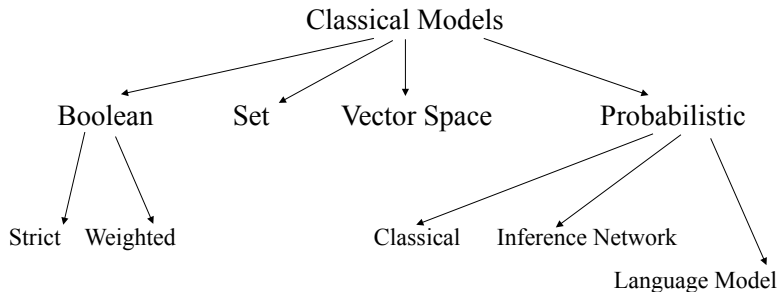 Classical Models
Boolean Set Vector Space Probabilistic
Strict Weighted Classical Inference Network
Language Model